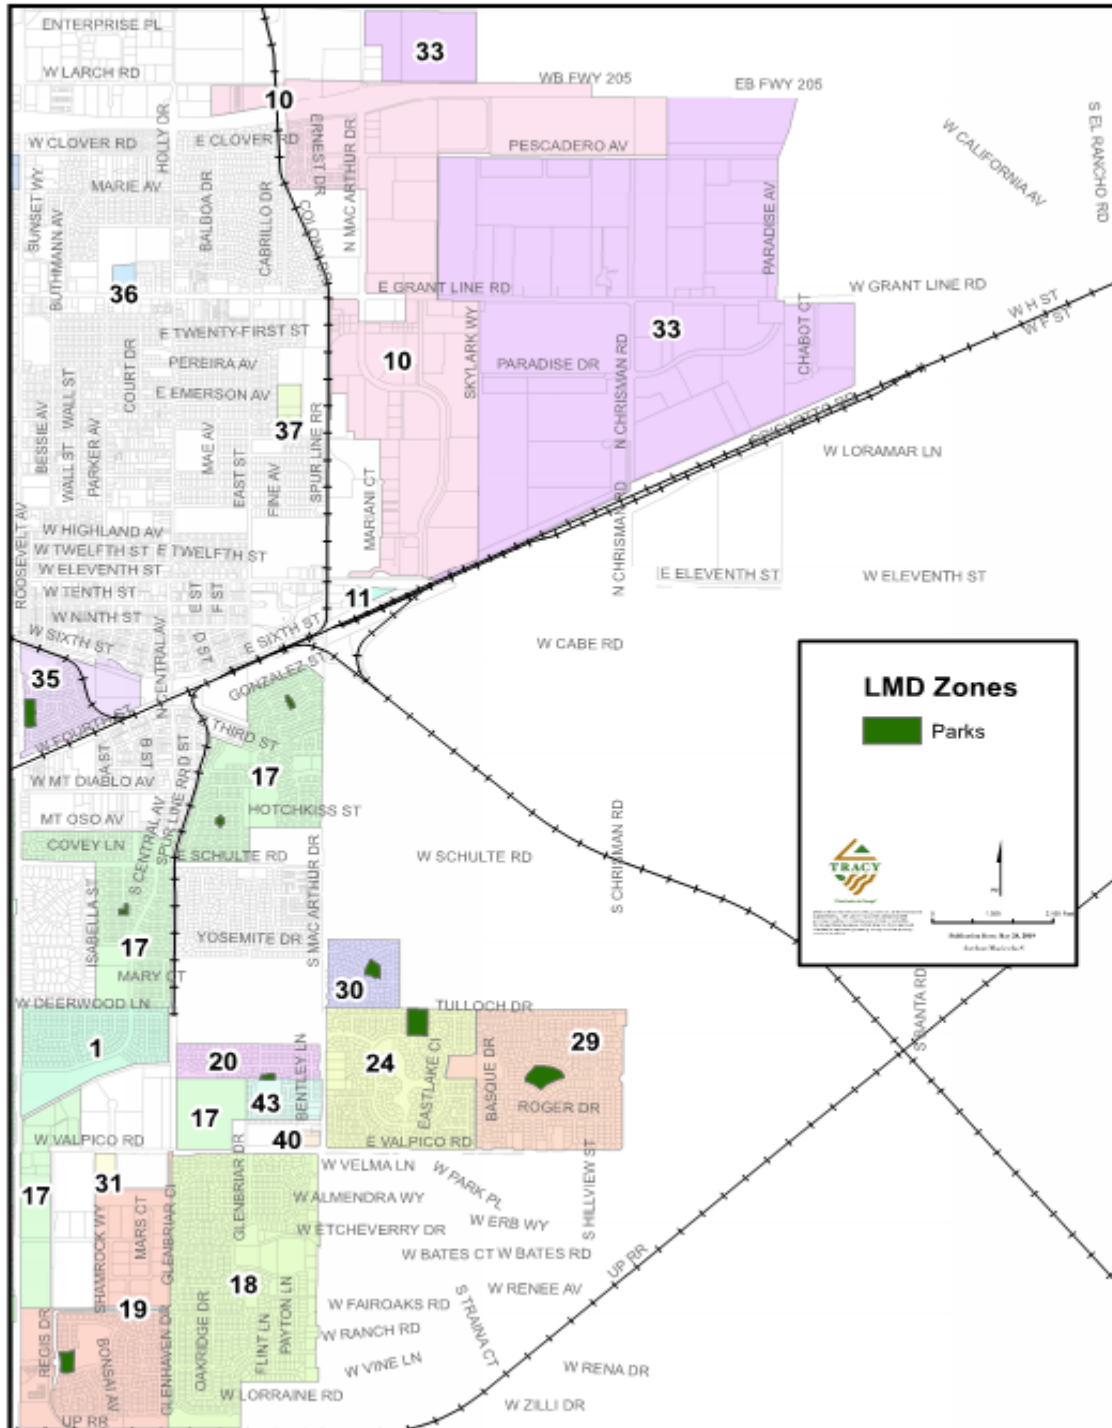 ENTERPRISE PL
33
W LARCH RD
WB FWY 205
EB FWY 205
10
S EL RANCHO RD
W CLOVER RD
HOLLY DR
E CLOVER RD
ERNEST DR
N MAC ARTHUR DR
PESCADERO AV
W CALIFORNIA AV
SUNSET WY
MARIE AV
BUTHMANN AV
BALBOA DR
CABRILLO DR
PARADISE AV
36
E GRANT LINE RD
W GRANT LINE RD
W H ST
W F ST
E TWENTY-FIRST ST
33
CHABOT CT
PEREIRA AV
10
SKYLARK WY
PARADISE DR
N CHRISMAN RD
COURT DR
E EMERSON AV
WALL ST
BESSIE AV
WALL ST
PARKER AV
37
MAE AV
EAST ST
FINE AV
SPUR LINE RR
MARIANI CT
W LORAMAR LN
ROOSEVELT AV
W HIGHLAND AV
W TWELFTH ST
E TWELFTH ST
W ELEVENTH ST
N CHRISMAN RD
E ELEVENTH ST
W ELEVENTH ST
W TENTH ST
E ST
F ST
11
W NINTH ST
W SIXTH ST
N CENTRAL AV
D ST
E SIXTH ST
W CABE RD
35
GONZALEZ ST
W FOURTH ST
THIRD ST
LMD Zones
Parks
A ST
B ST
D ST
W MT DIABLO AV
17
SPUR LINE RR
MT OSO AV
HOTCHKISS ST
S CENTRAL AV
COVEY LN
E SCHULTE RD
S MAC ARTHUR DR
W SCHULTE RD
S CHRISMAN RD
TRACY
ISABELLA ST
YOSEMITE DR
17
MARY CT
30
W DEERWOOD LN
TULLOCH DR
S BANTA RD
1
20
BENTLEY LN
24
EASTLAKE CI
BASQUE DR
29
17
43
ROGER DR
W VALPICO RD
GLENBRIAR DR
40
E VALPICO RD
W VELMA LN
W PARK PL
S HILLVIEW ST
17
31
SHAMROCK WY
MARS CT
GLENBRIAR CI
W ALMENDRA WY
W ERB WY
W ETCHEVERRY DR
W BATES CT
W BATES RD
UP RR
18
W RENEE AV
19
S TRAINA CT
W FAIROAKS RD
REGIS DR
BONSAI AV
GLENHAVEN DR
OAKRIDGE DR
FLINT LN
PAYTON LN
W RANCH RD
W VINE LN
W RENA DR
W LORRAINE RD
W ZILLI DR
UP RR